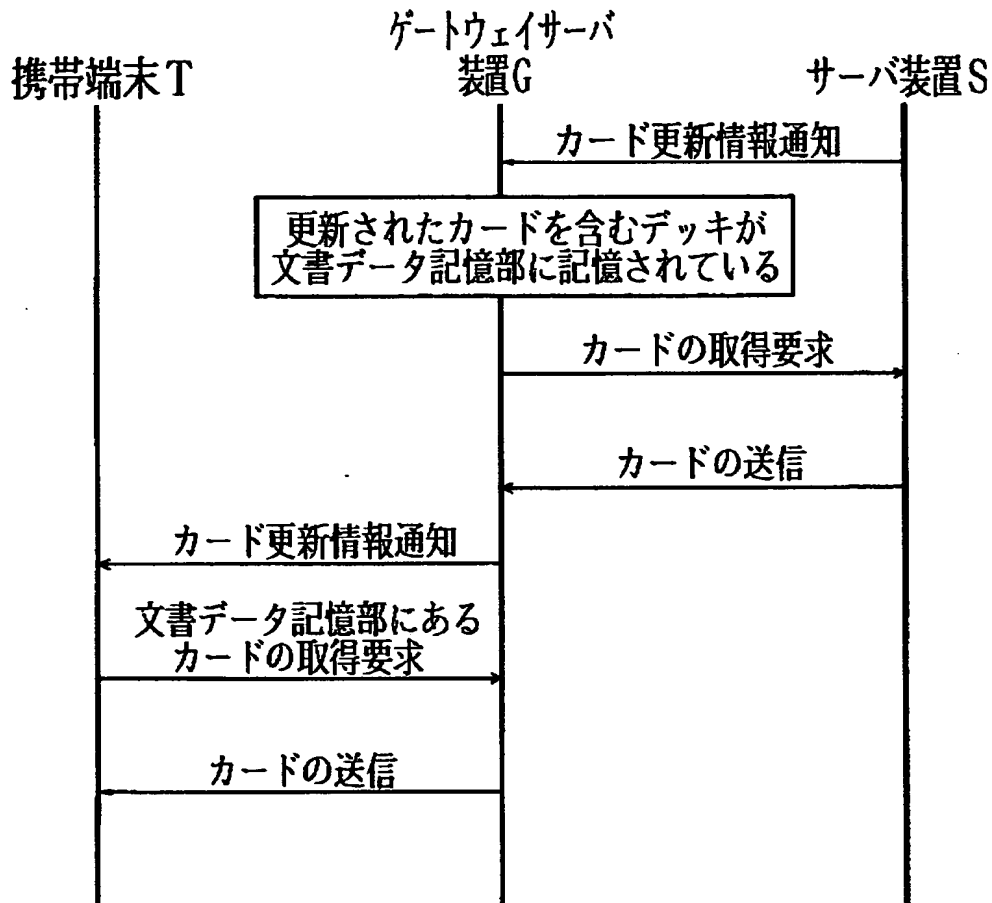 ゲートウェイサーバ
携帯端末T
装置G
サーバ装置S
カード更新情報通知
更新されたカードを含むデッキが
文書データ記憶部に記憶されている
カードの取得要求
カードの送信
カード更新情報通知
文書データ記憶部にある
カードの取得要求
カードの送信